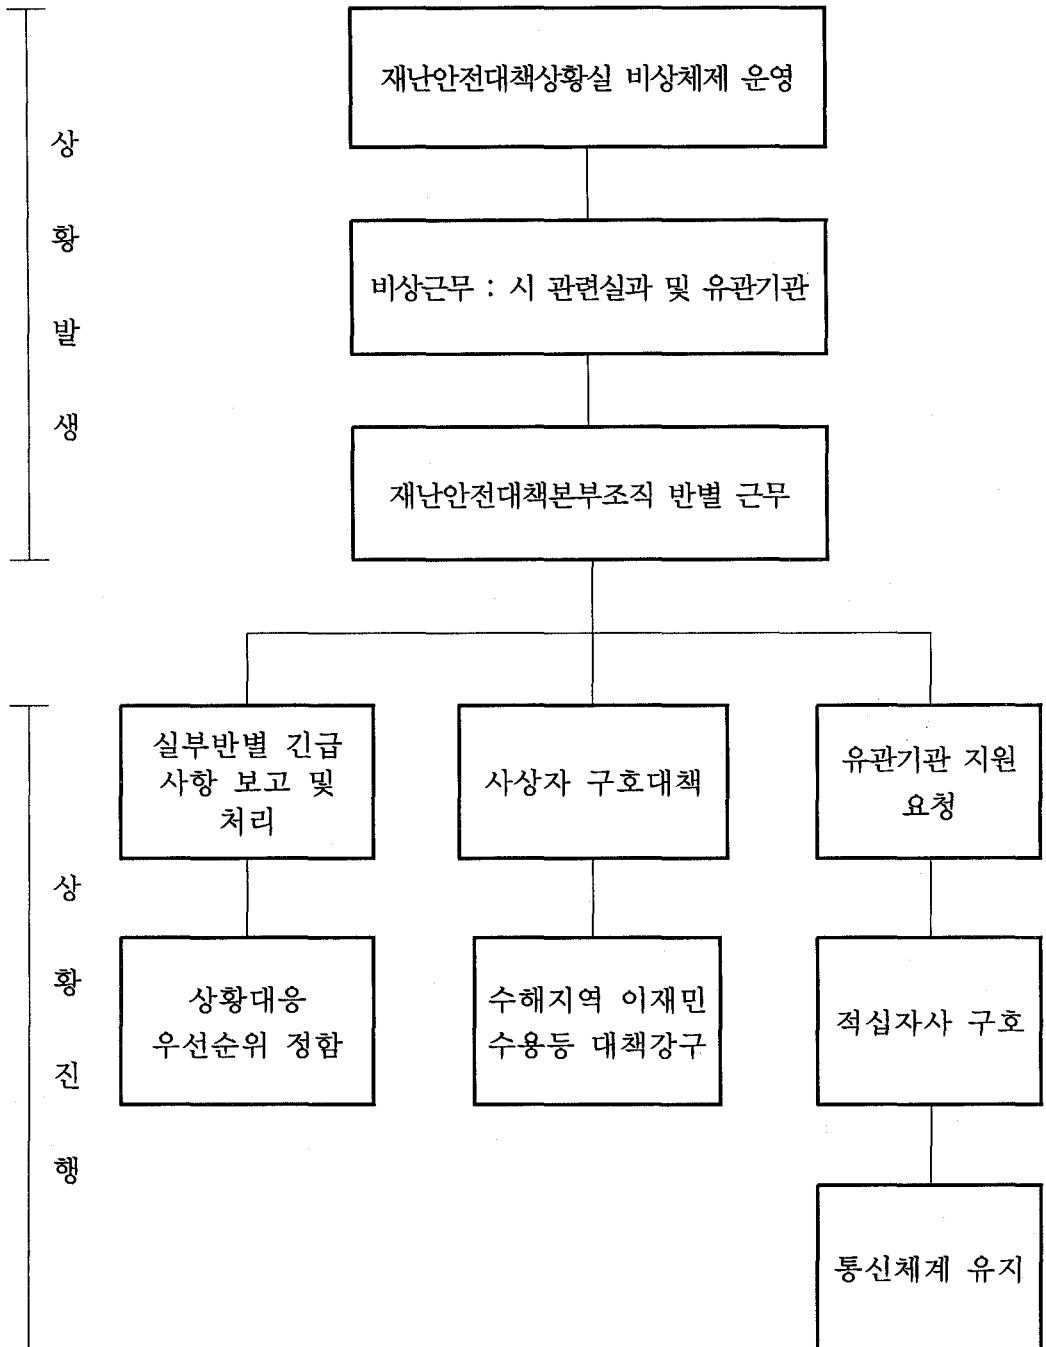 상황발생
재난안전대책상황실 비상체제 운영
비상근무 : 시 관련실과 및 유관기관
재난안전대책본부조직 반별 근무
상황진행
실부반별 긴급
사항 보고 및
처리
사상자 구호대책
유관기관 지원
요청
상황대응
우선순위 정함
수해지역 이재민
수용등 대책강구
적십자사 구호
통신체계 유지